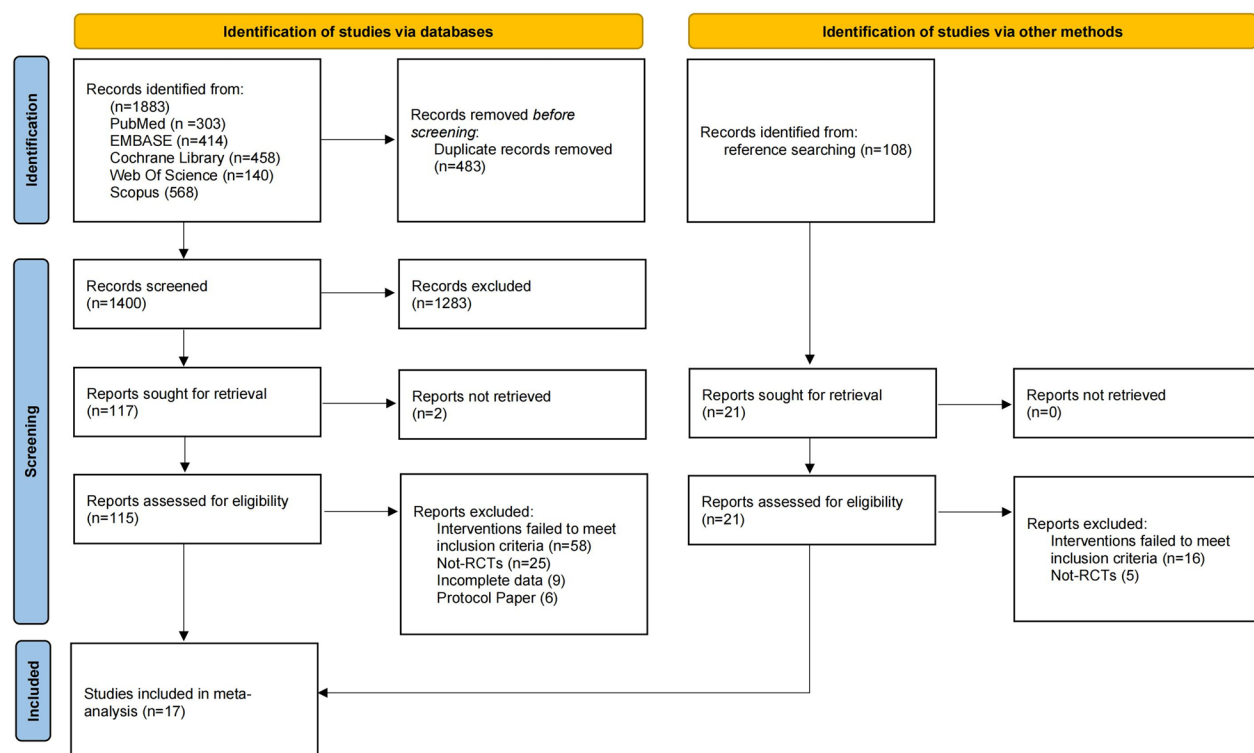 Identification of studies via databases
Identification of studies via other methods
Identification
Records identified from:
(n=1883)
PubMed (n =303)
EMBASE (n=414)
Cochrane Library (n=458)
Web Of Science (n=140)
Scopus (568)
Records removed before
screening:
Duplicate records removed
(n=483)
Records identified from:
reference searching (n=108)
Screening
Records screened
(n=1400)
Records excluded
(n=1283)
Reports sought for retrieval
(n=117)
Reports not retrieved
(n=2)
Reports sought for retrieval
(n=21)
Reports not retrieved
(n=0)
Reports assessed for eligibility
(n=115)
Reports excluded:
Interventions failed to meet
inclusion criteria (n=58)
Not-RCTs (n=25)
Incomplete data (9)
Protocol Paper (6)
Reports assessed for eligibility
(n=21)
Reports excluded:
Interventions failed to meet
inclusion criteria (n=16)
Not-RCTs (5)
Included
Studies included in meta-
analysis (n=17)